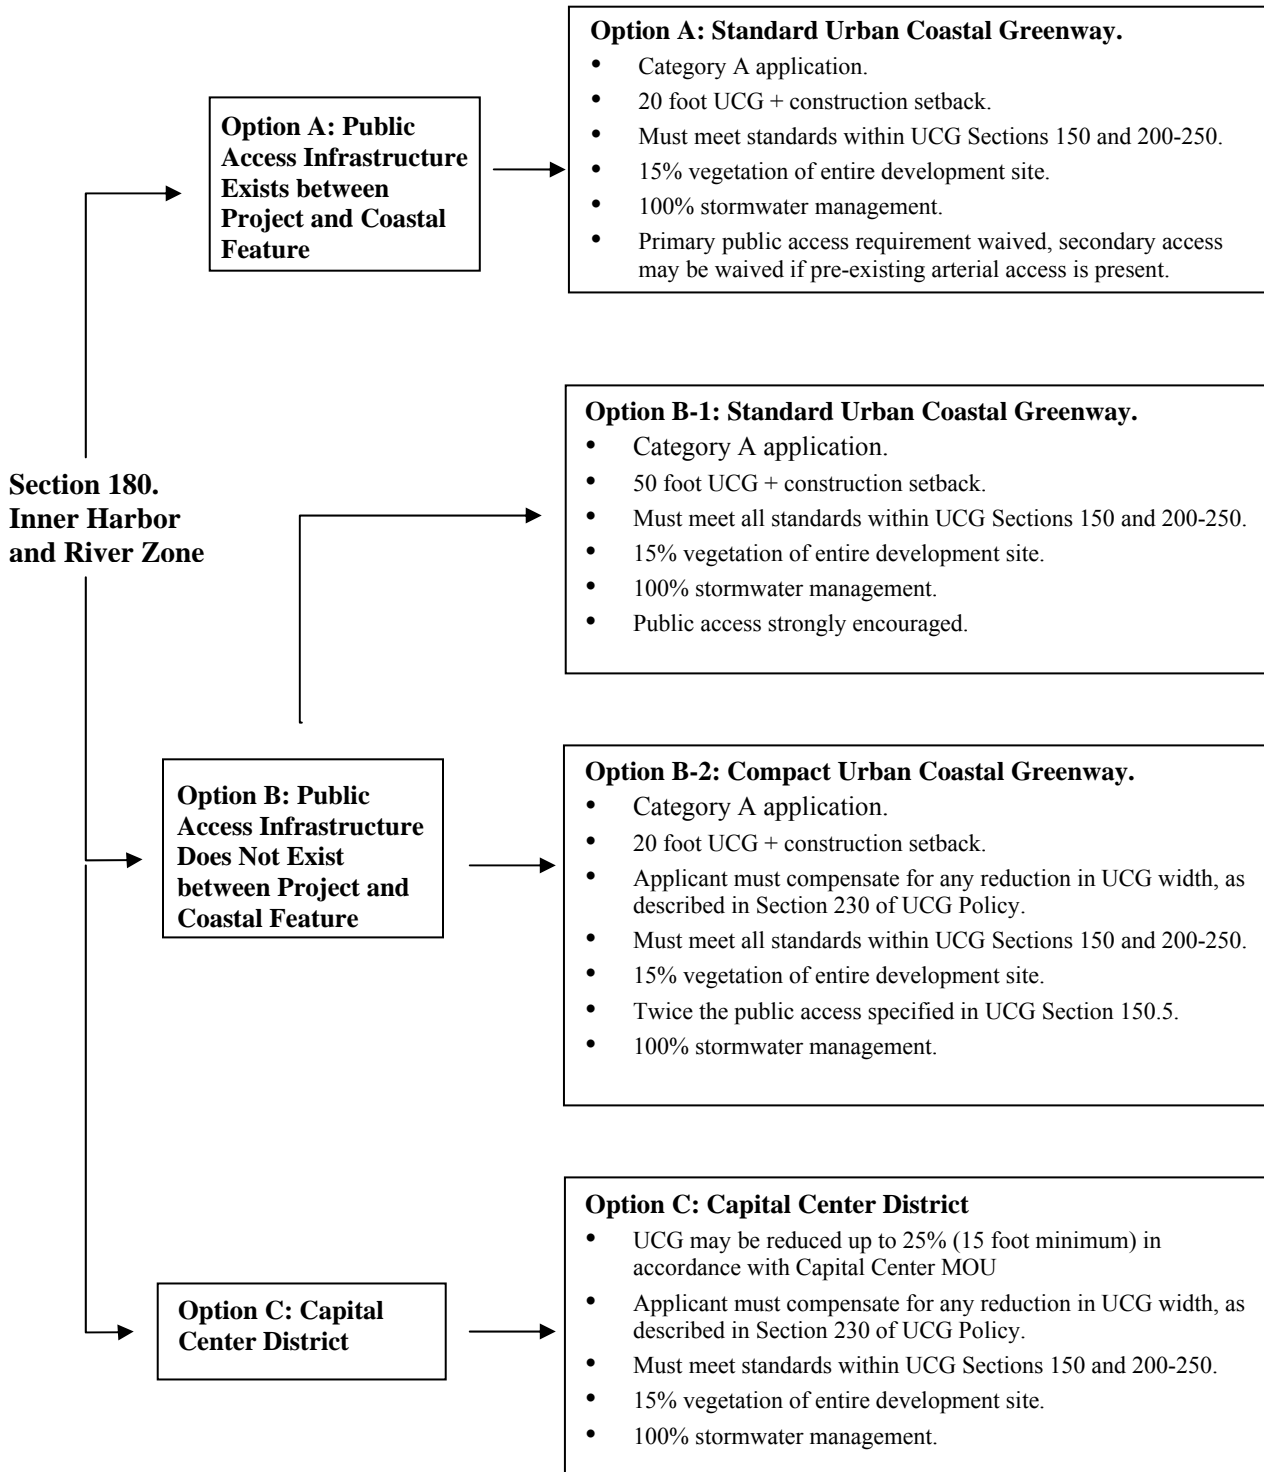 Section 180.
Inner Harbor
and River Zone
Option A: Public
Access Infrastructure
Exists between
Project and Coastal
Feature
Option A: Standard Urban Coastal Greenway.
• Category A application.
• 20 foot UCG + construction setback.
• Must meet standards within UCG Sections 150 and 200-250.
• 15% vegetation of entire development site.
• 100% stormwater management.
• Primary public access requirement waived, secondary access
may be waived if pre-existing arterial access is present.
Option B: Public
Access Infrastructure
Does Not Exist
between Project and
Coastal Feature
Option B-1: Standard Urban Coastal Greenway.
• Category A application.
• 50 foot UCG + construction setback.
• Must meet all standards within UCG Sections 150 and 200-250.
• 15% vegetation of entire development site.
• 100% stormwater management.
• Public access strongly encouraged.
Option B-2: Compact Urban Coastal Greenway.
• Category A application.
• 20 foot UCG + construction setback.
• Applicant must compensate for any reduction in UCG width, as
described in Section 230 of UCG Policy.
• Must meet all standards within UCG Sections 150 and 200-250.
• 15% vegetation of entire development site.
• Twice the public access specified in UCG Section 150.5.
• 100% stormwater management.
Option C: Capital
Center District
Option C: Capital Center District
• UCG may be reduced up to 25% (15 foot minimum) in
accordance with Capital Center MOU
• Applicant must compensate for any reduction in UCG width, as
described in Section 230 of UCG Policy.
• Must meet standards within UCG Sections 150 and 200-250.
• 15% vegetation of entire development site.
• 100% stormwater management.